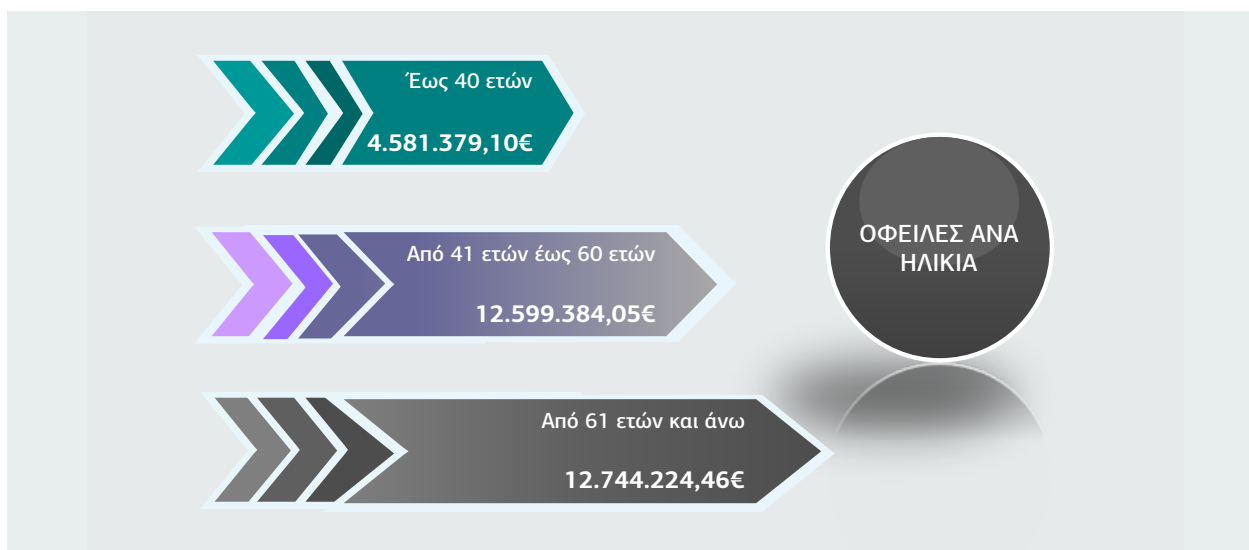 Έως 40 ετών
4.581.379,10€
Από 41 ετών έως 60 ετών
12.599.384,05€
Από 61 ετών και άνω
12.744.224,46€
ΟΦΕΙΛΕΣ ΑΝΑ
ΗΛΙΚΙΑ